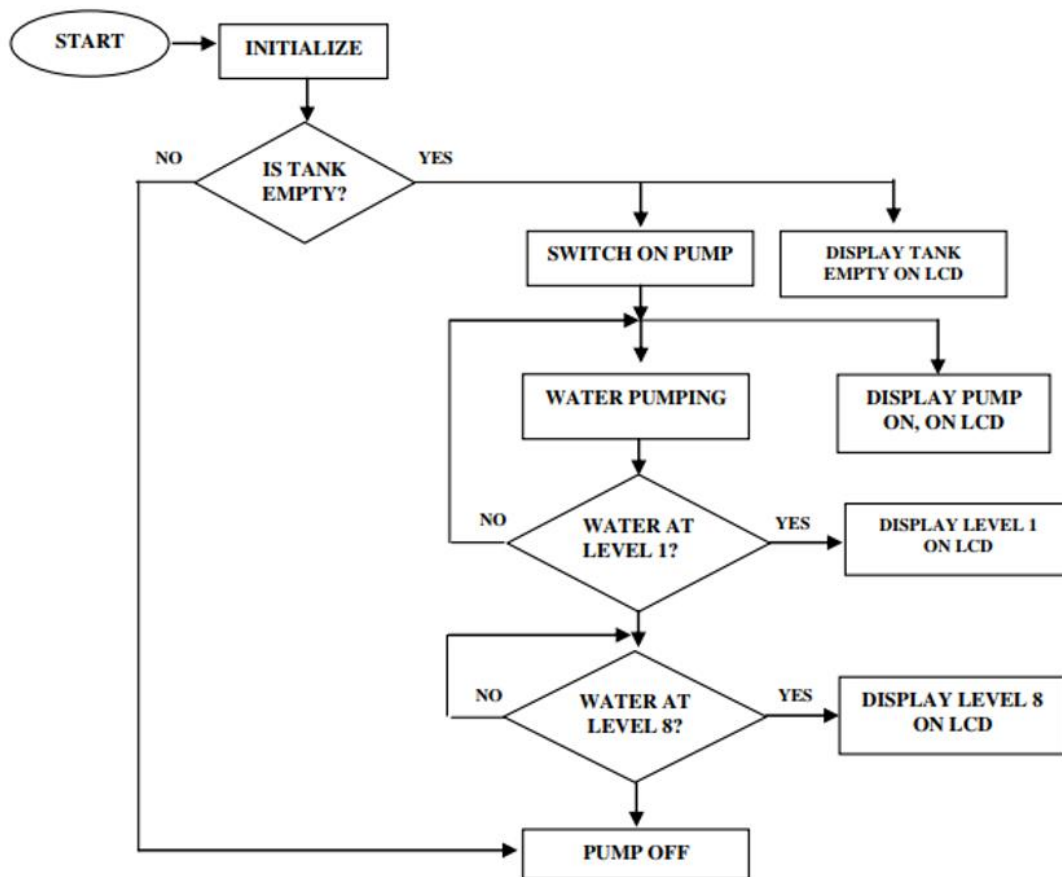 START
INITIALIZE
NO
YES
IS TANK
EMPTY?
SWITCH ON PUMP
DISPLAY TANK
EMPTY ON LCD
WATER PUMPING
DISPLAY PUMP
ON, ON LCD
NO
WATER AT
LEVEL 1?
YES
DISPLAY LEVEL 1
ON LCD
NO
WATER AT
LEVEL 8?
YES
DISPLAY LEVEL 8
ON LCD
PUMP OFF